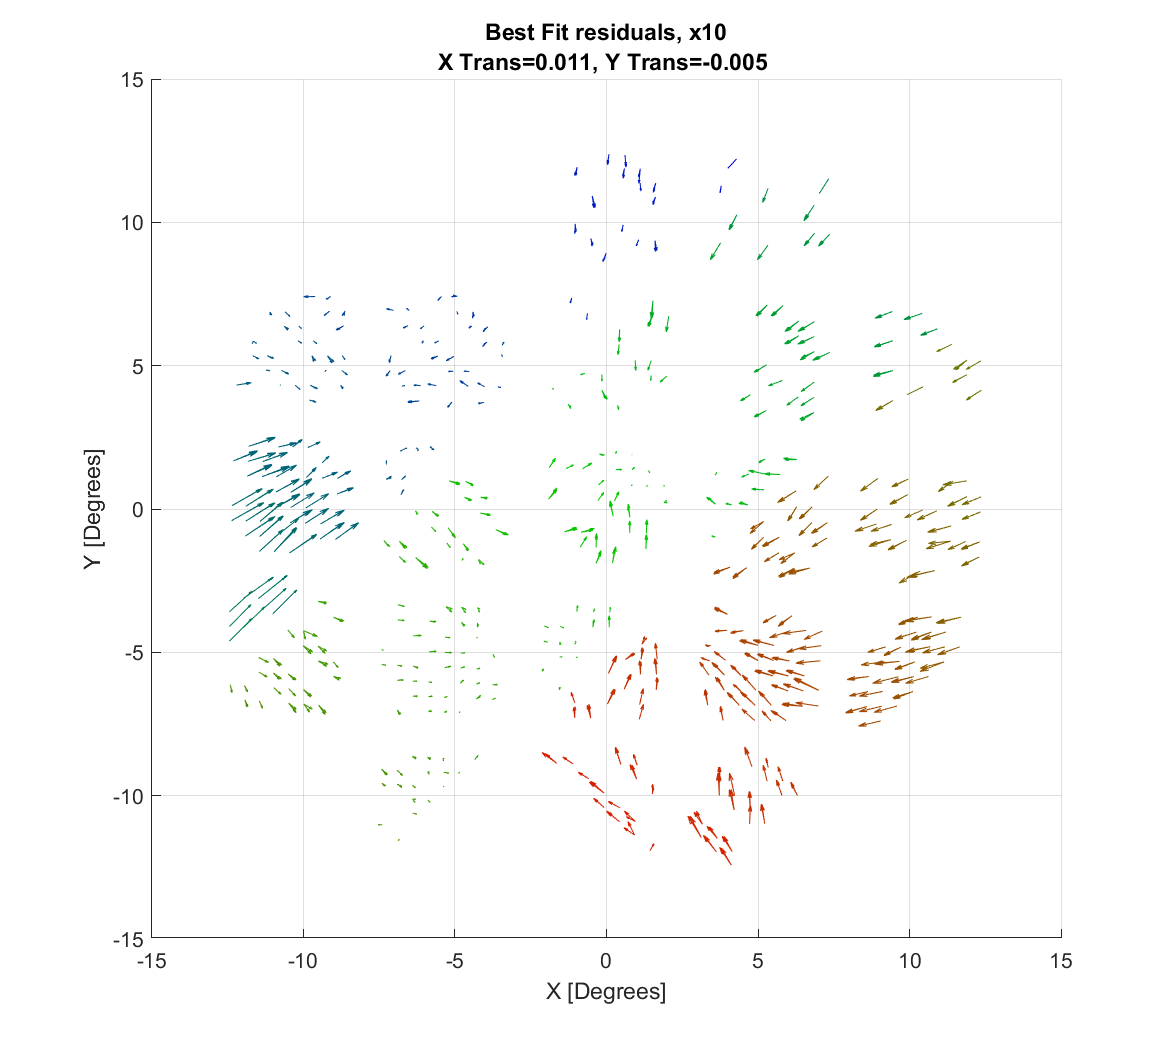 Best Fit residuals, x10
X Trans=0.011, Y Trans=-0.005
15
10
5
0
-5
-10
-15
Y [Degrees]
-15 -10 -5 0 5 10 15
X [Degrees]